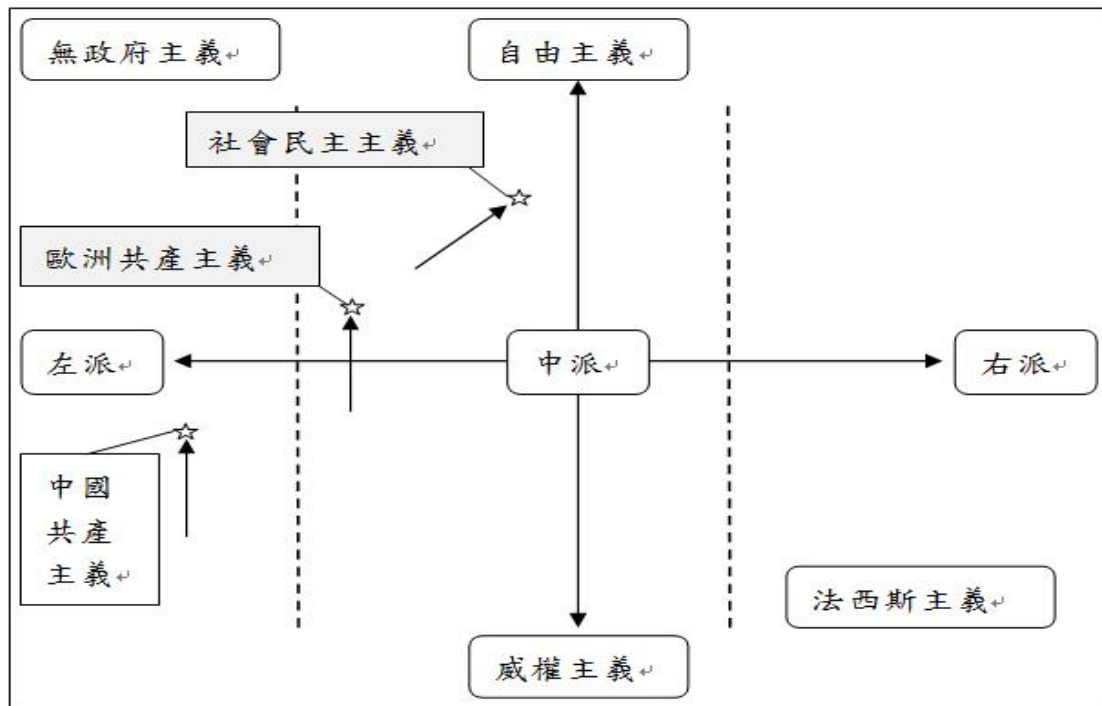 無政府主義↵
自由主義↵
社會民主主義↵
歐洲共產主義↵
左派↵
中派↵
右派↵
中國
共產
主義↵
法西斯主義↵
威權主義↵